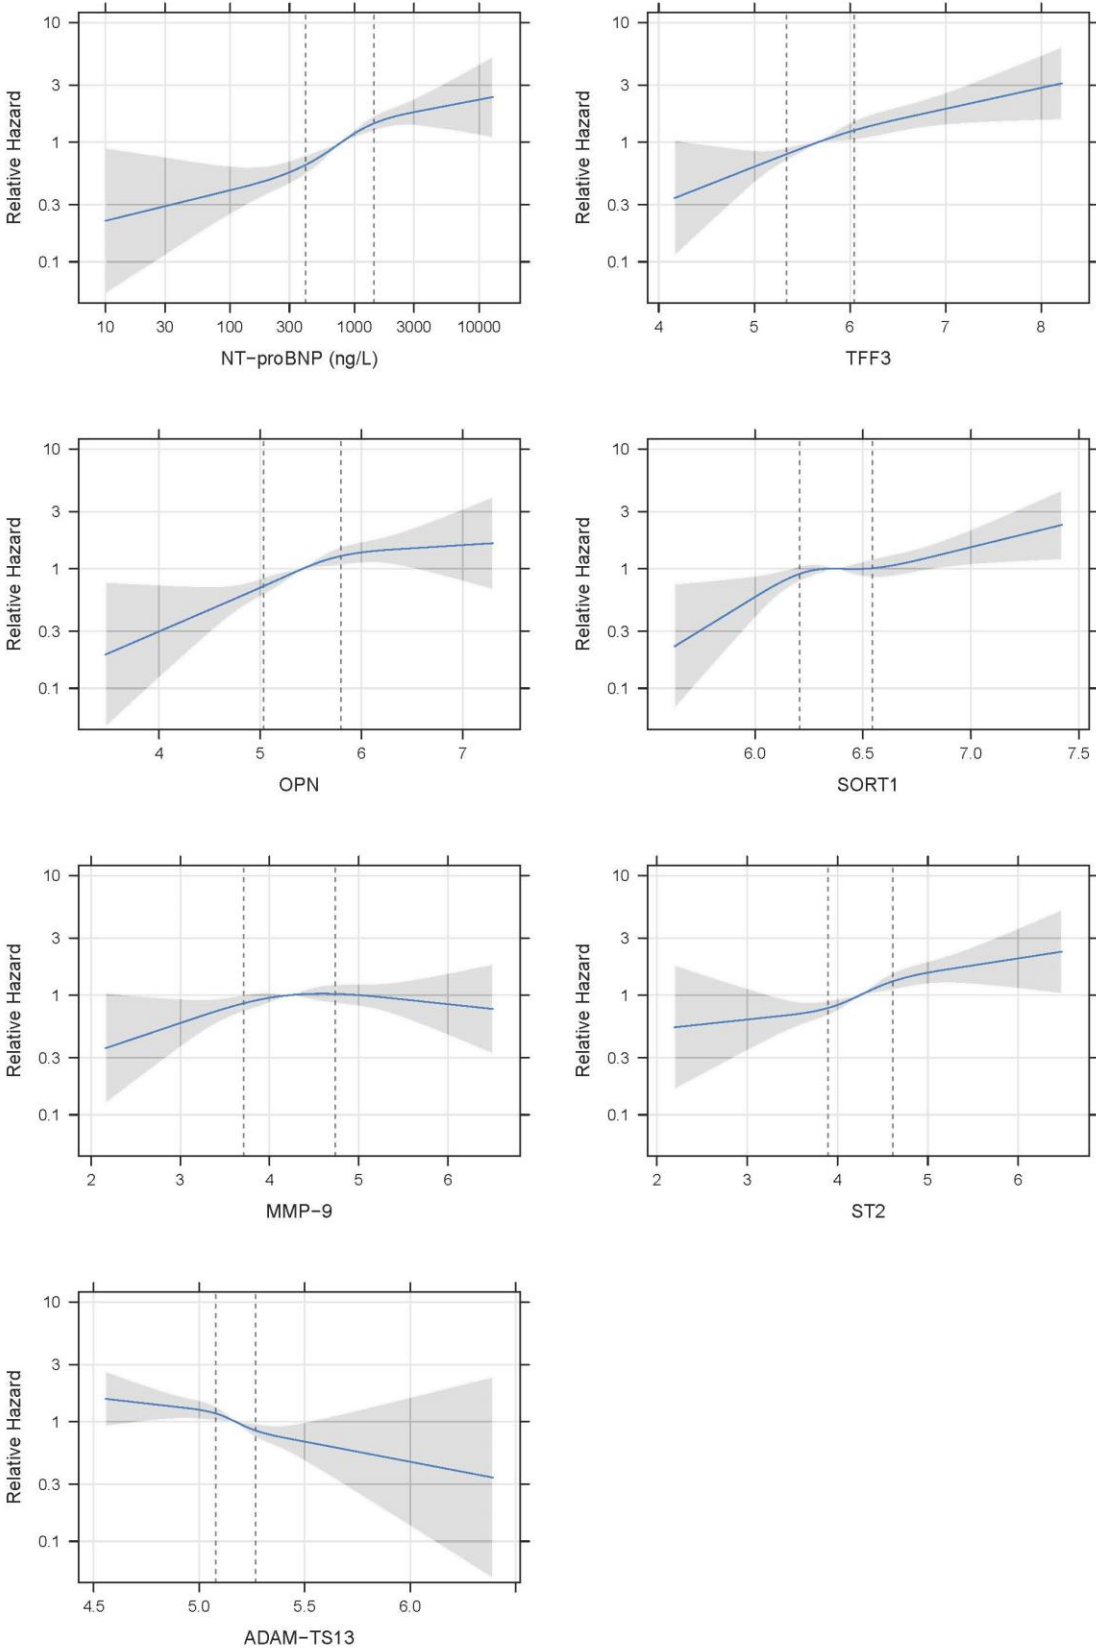 10
3
1
0.3
0.1
Relative Hazard
10 30 100 300 1000 3000 10000
NT-proBNP (ng/L)
10
3
1
0.3
0.1
Relative Hazard
4 5 6 7 8
TFF3
10
3
1
0.3
0.1
Relative Hazard
4 5 6 7
OPN
10
3
1
0.3
0.1
Relative Hazard
6.0 6.5 7.0 7.5
SORT1
10
3
1
0.3
0.1
Relative Hazard
2 3 4 5 6
MMP-9
10
3
1
0.3
0.1
Relative Hazard
2 3 4 5 6
ST2
10
3
1
0.3
0.1
Relative Hazard
4.5 5.0 5.5 6.0
ADAM-TS13